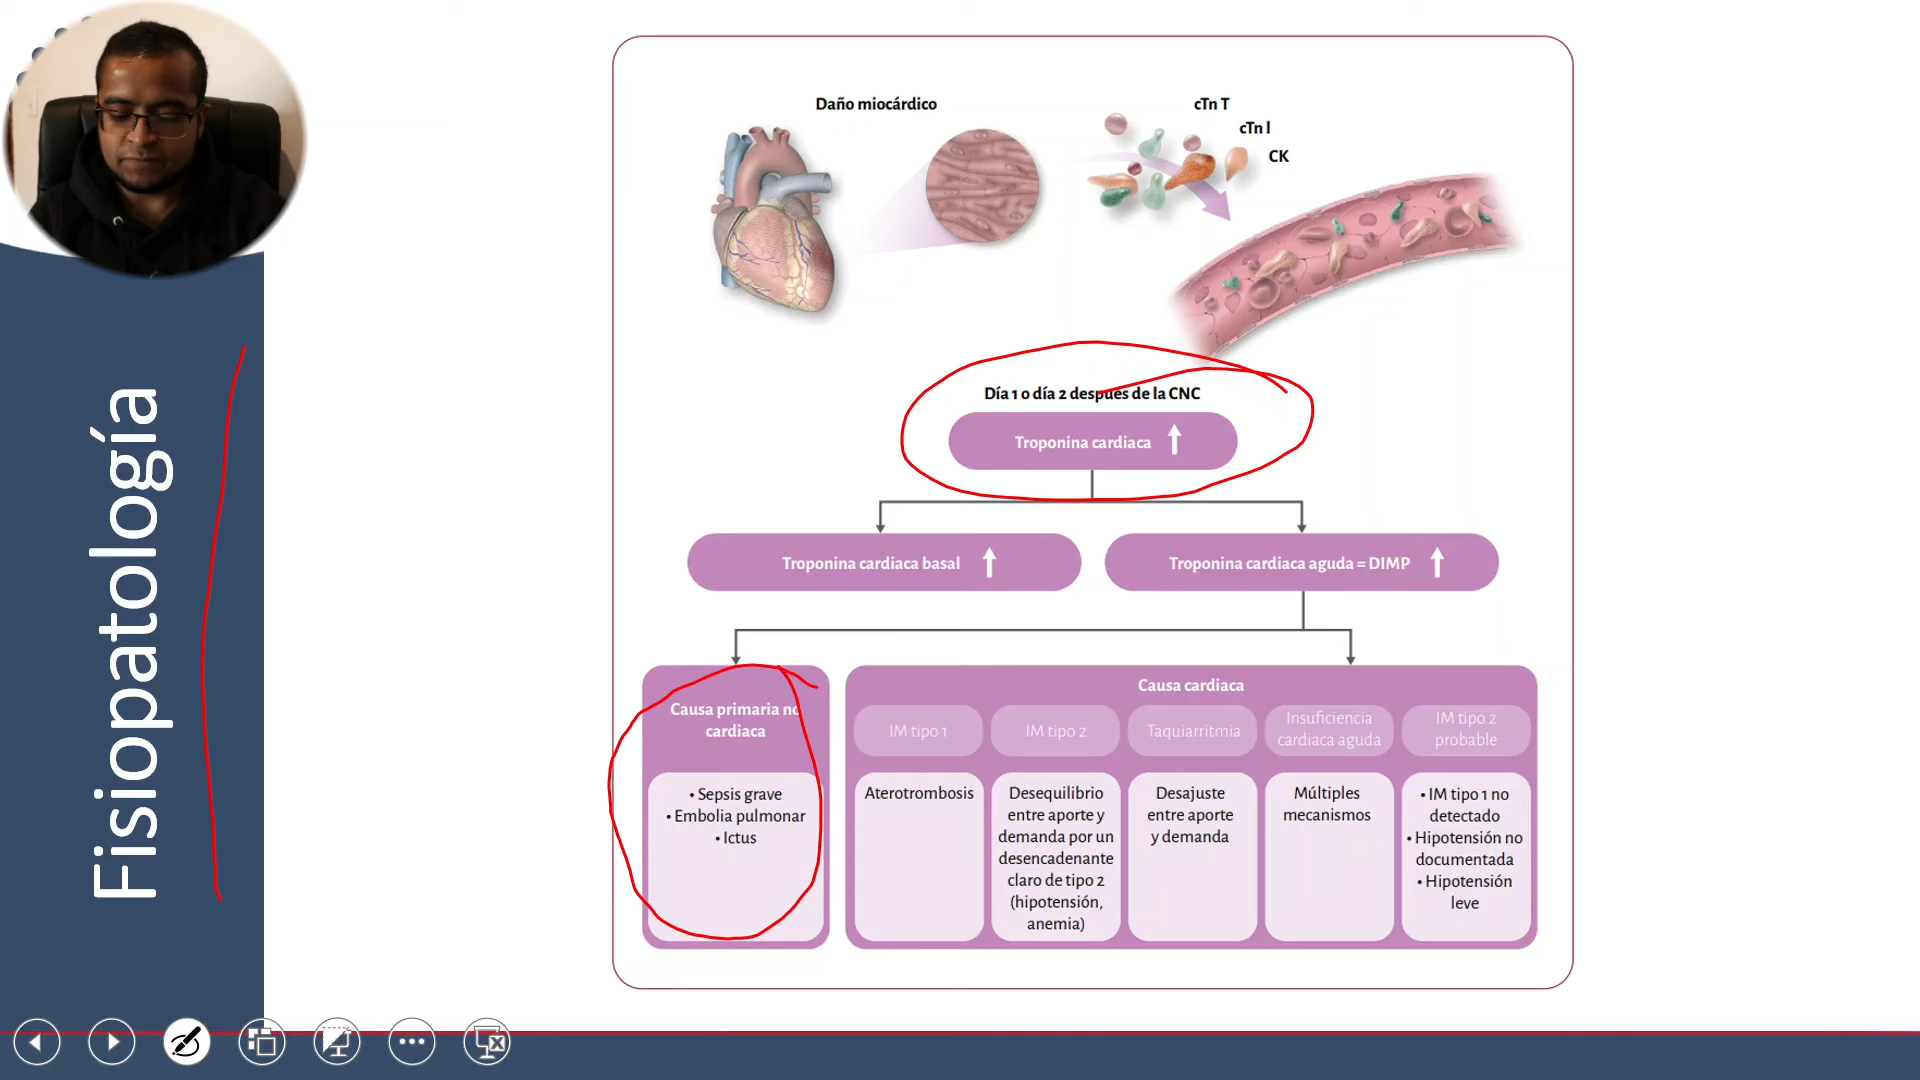 Fisiopatología
Daño miocárdico
cTn T
cTn l
CK
Día 1 o día 2 después de la CNC
Troponina cardiaca
Troponina cardiaca basal
Troponina cardiaca aguda = DIMP
Causa primaria no
cardiaca
• Sepsis grave
• Embolia pulmonar
• Ictus
Causa cardiaca
IM tipo 1
Aterotrombosis
IM tipo 2
Desequilibrio
entre aporte y
demanda por un
desencadenante
claro de tipo 2
(hipotensión,
anemia)
Taquiarritmia
Desajuste
entre aporte
y demanda
Insuficiencia
cardiaca aguda
Múltiples
mecanismos
IM tipo 2
probable
• IM tipo 1 no
detectado
• Hipotensión no
documentada
• Hipotensión
leve